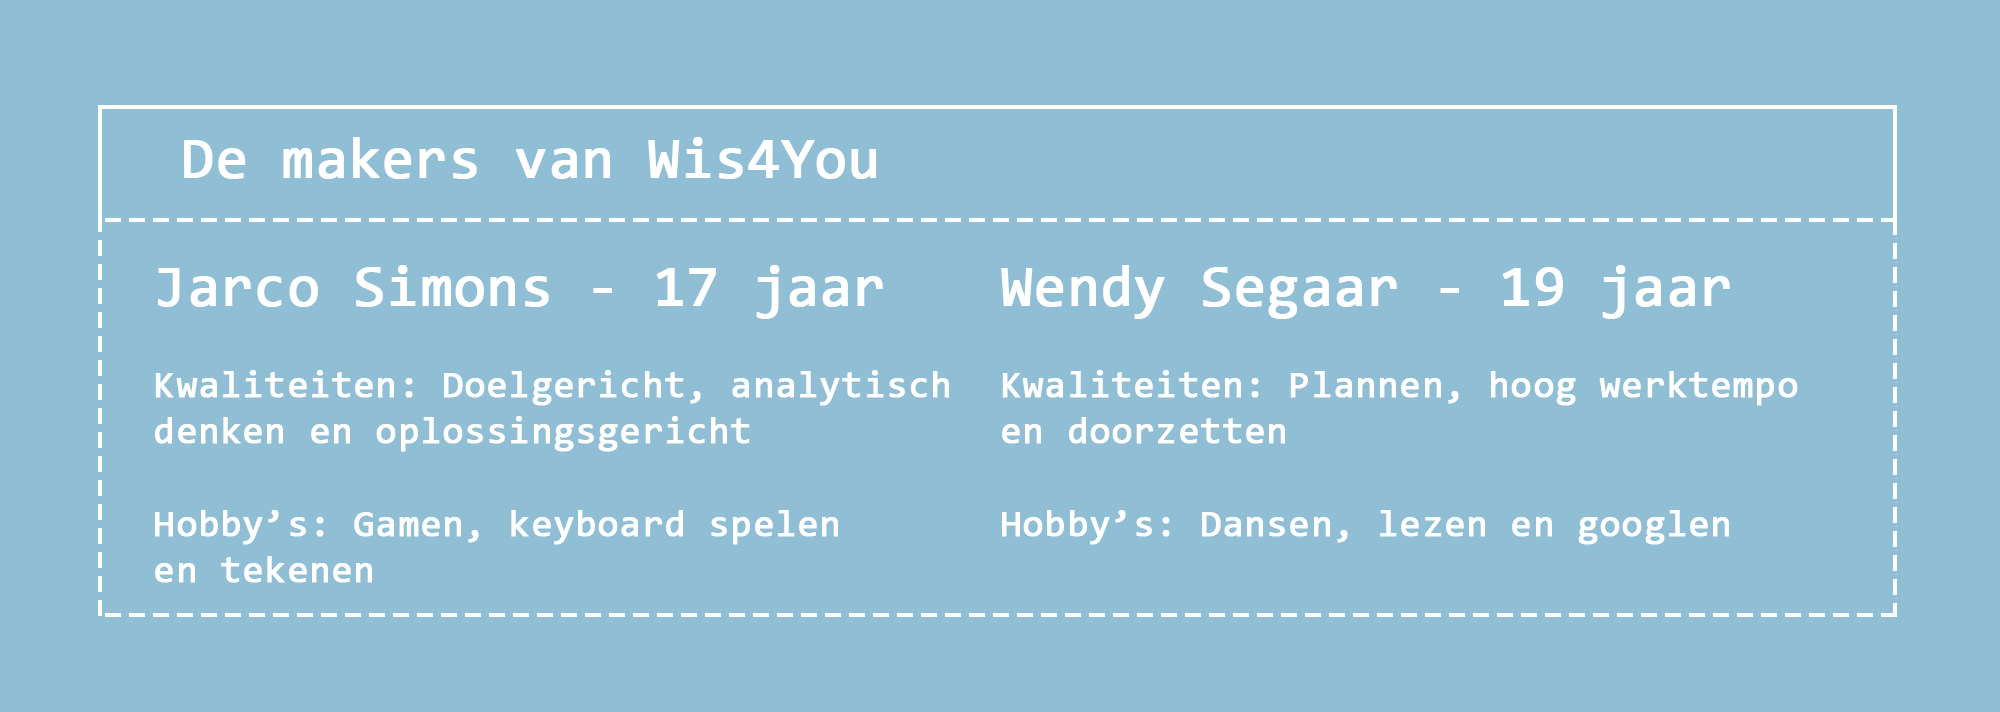 De makers van Wis4You
Jarco Simons - 17 jaar
Kwaliteiten: Doelgericht, analytisch
denken en oplossingsgericht
Hobby’s: Gamen, keyboard spelen
en tekenen
Wendy Segaar - 19 jaar
Kwaliteiten: Plannen, hoog werktempo
en doorzetten
Hobby’s: Dansen, lezen en googlen